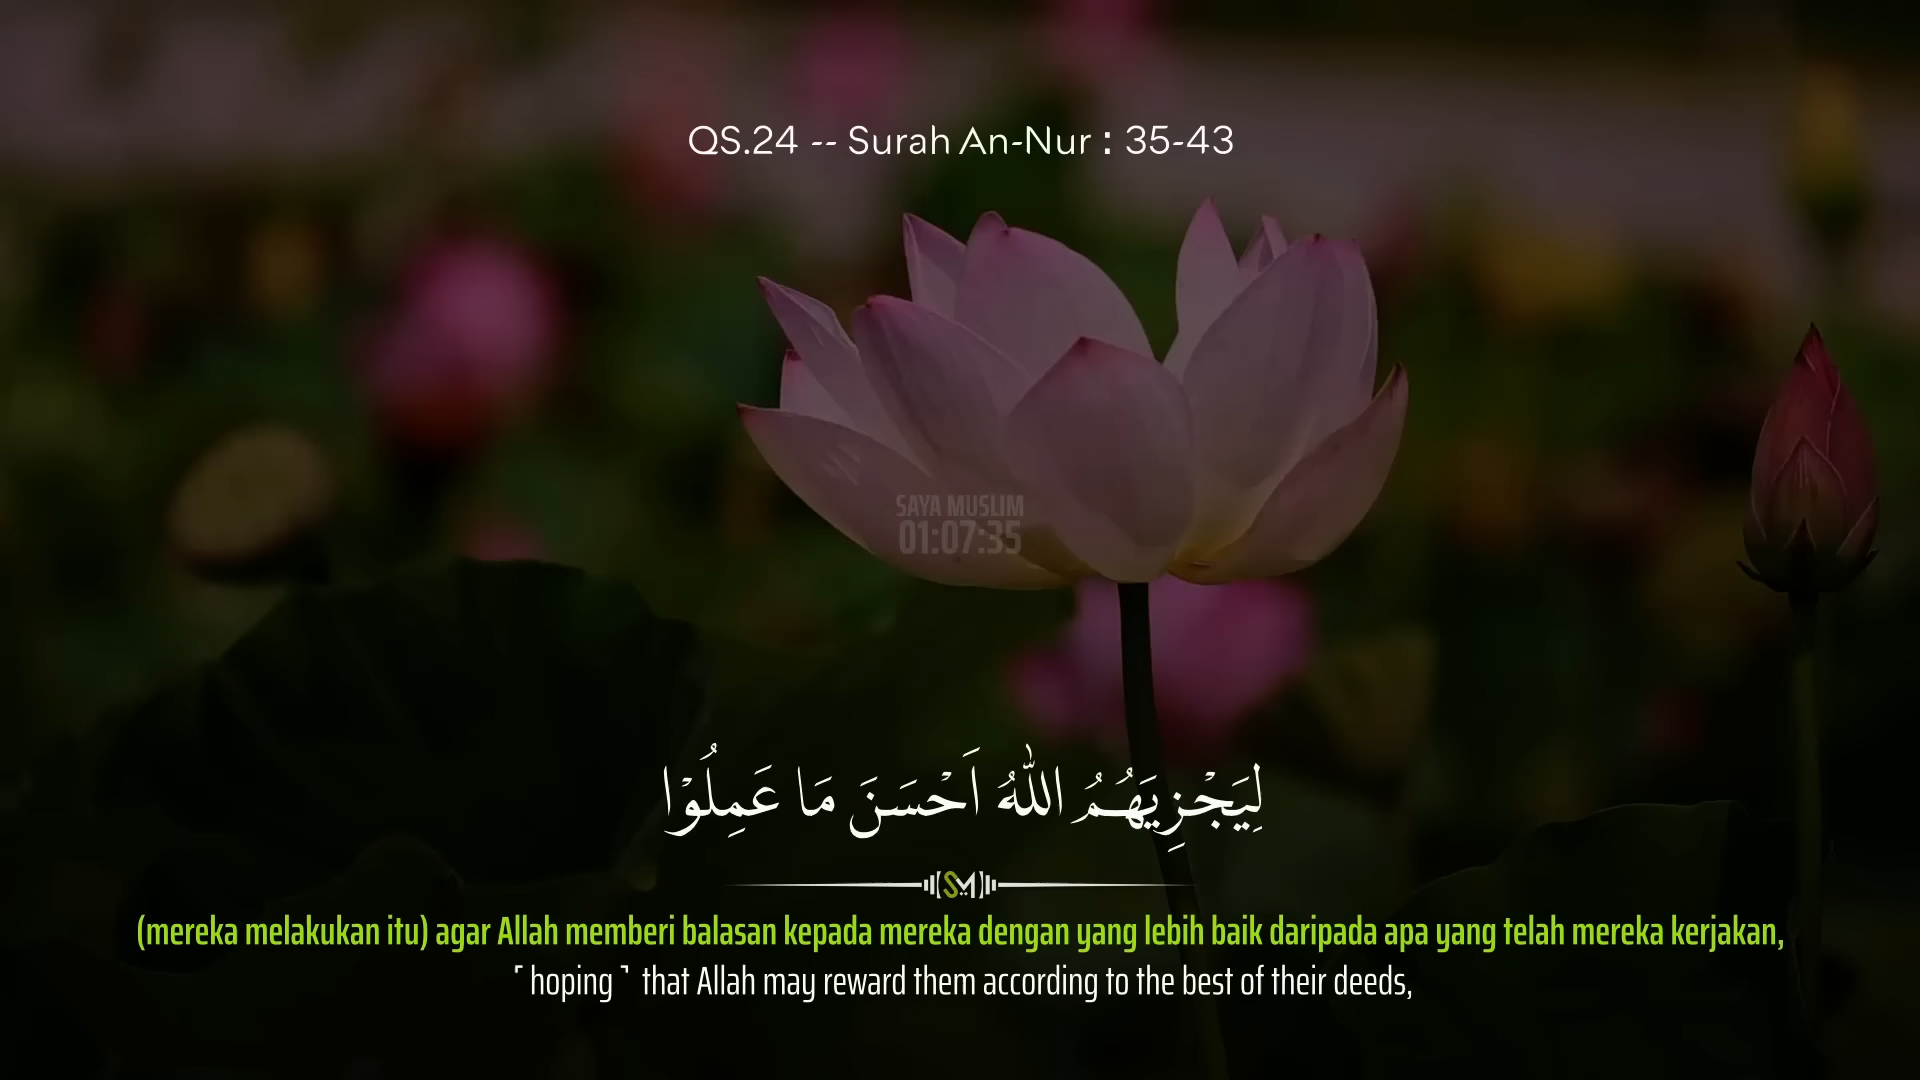 QS.24 -- Surah An-Nur : 35-43
SAYA MUSLIM
01:07:35
لِيَجْزِيَهُمُ اللّٰهُ اَحْسَنَ مَا عَمِلُوْا
SM
(mereka melakukan itu) agar Allah memberi balasan kepada mereka dengan yang lebih baik daripada apa yang telah mereka kerjakan,
⸢ hoping ⸣ that Allah may reward them according to the best of their deeds,